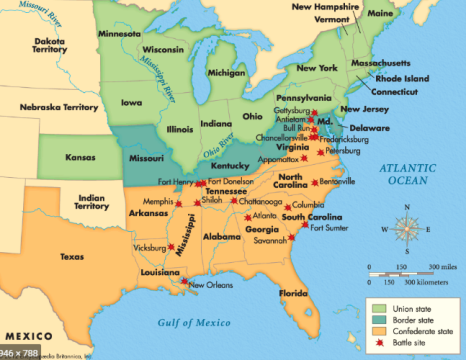 Missouri River
New Hampshire
Vermont
Maine
Dakota
Territory
Minnesota
Wisconsin
Mississippi River
Michigan
New York
Massachusetts
Rhode Island
Connecticut
Nebraska Territory
Iowa
Illinois
Indiana
Ohio
Pennsylvania
New Jersey
Gettysburg
Antietam
Md.
Delaware
Bull Run
Chancellorsville
Fredericksburg
Virginia
Petersburg
Appomattox
Ohio River
Kansas
Missouri
Kentucky
Fort Henry
Fort Donelson
Tennessee
North
Carolina
Bentonville
ATLANTIC
OCEAN
Indian
Territory
Memphis
Shiloh
Chattanooga
Arkansas
Columbia
South Carolina
Atlanta
Fort Sumter
Georgia
Savannah
Mississippi
Alabama
Vicksburg
Texas
Louisiana
New Orleans
Florida
Gulf of Mexico
MEXICO
N
W
E
S
0 150 300 miles
0 150 300 kilometers
Union state
Border state
Confederate state
Battle site
946 x 788
Britannica, Inc.